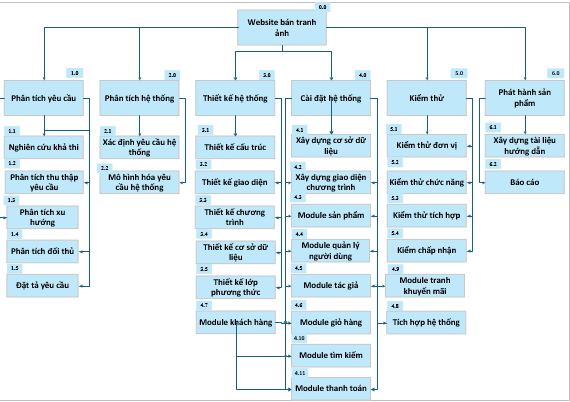 0.0
Website bán tranh
ảnh
1.0
Phân tích yêu cầu
2.0
Phân tích hệ thống
3.0
Thiết kế hệ thống
4.0
Cài đặt hệ thống
5.0
Kiểm thử
6.0
Phát hành sản
phẩm
1.1
Nghiên cứu khả thi
1.2
Phân tích thu thập
yêu cầu
1.3
Phân tích xu
hướng
1.4
Phân tích đối thủ
1.5
Đặt tả yêu cầu
2.1
Xác định yêu cầu hệ
thống
2.2
Mô hình hóa yêu
cầu hệ thống
3.1
Thiết kế cấu trúc
3.2
Thiết kế giao diện
3.3
Thiết kế chương
trình
3.4
Thiết kế cơ sở dữ
liệu
3.5
Thiết kế lớp
phương thức
4.7
Module khách hàng
4.1
Xây dựng cơ sở dữ
liệu
4.2
Xây dựng giao diện
chương trình
4.3
Module sản phẩm
4.4
Module quản lý
người dùng
4.5
Module tác giả
4.6
Module giỏ hàng
4.10
Module tìm kiếm
4.11
Module thanh toán
5.1
Kiểm thử đơn vị
5.2
Kiểm thử chức năng
5.3
Kiểm thử tích hợp
5.4
Kiểm chấp nhận
4.9
Module tranh
khuyến mãi
4.8
Tích hợp hệ thống
6.1
Xây dựng tài liệu
hướng dẫn
6.2
Báo cáo